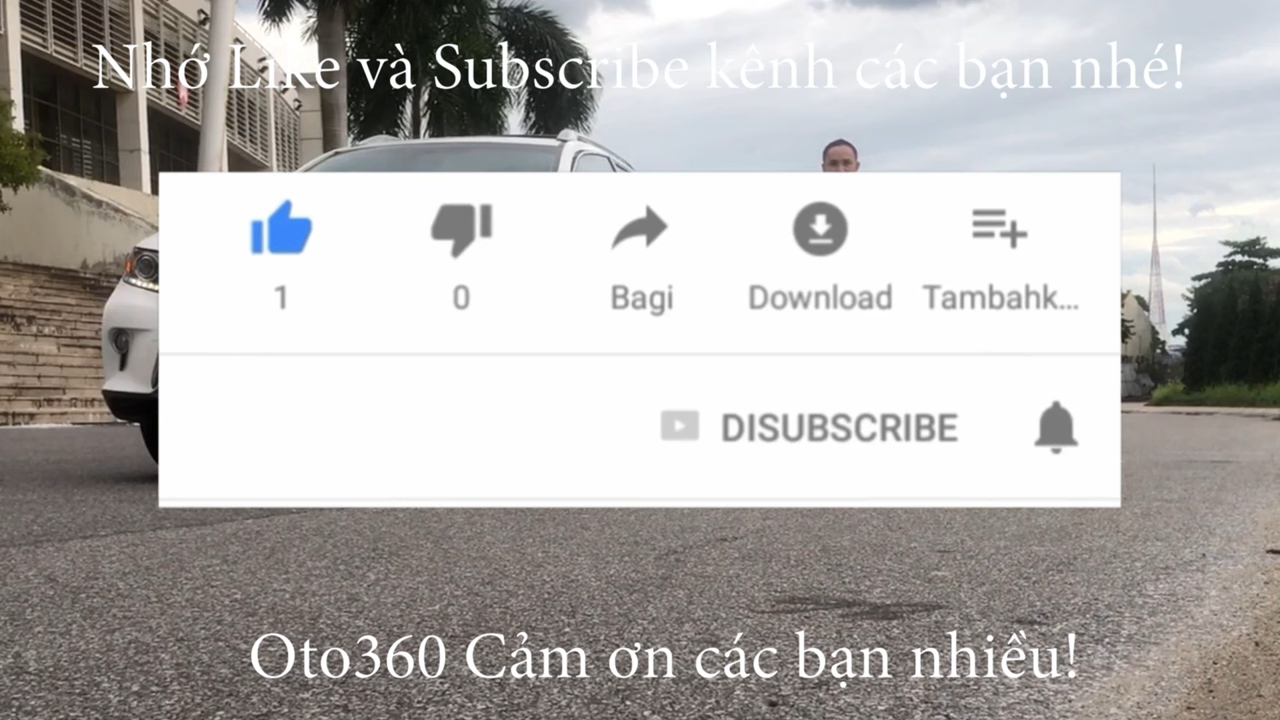 Nhớ Like và Subscribe kênh các bạn nhé!
1 0 Bagi Download Tambahk...
DISUBSCRIBE
Oto360 Cảm ơn các bạn nhiều!